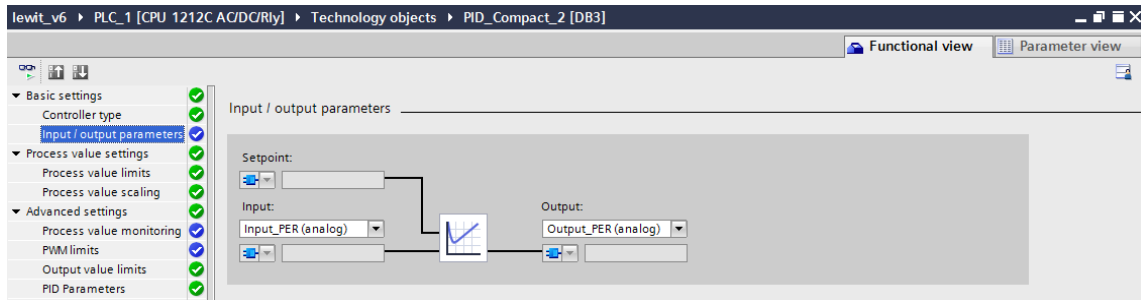 lewit_v6 ▸ PLC_1 [CPU 1212C AC/DC/Rly] ▸ Technology objects ▸ PID_Compact_2 [DB3]
Functional view
Parameter view
Basic settings
Controller type
Input / output parameters
Process value settings
Process value limits
Process value scaling
Advanced settings
Process value monitoring
PWM limits
Output value limits
PID Parameters
Input / output parameters
Setpoint:
Input:
Input_PER (analog)
Output:
Output_PER (analog)